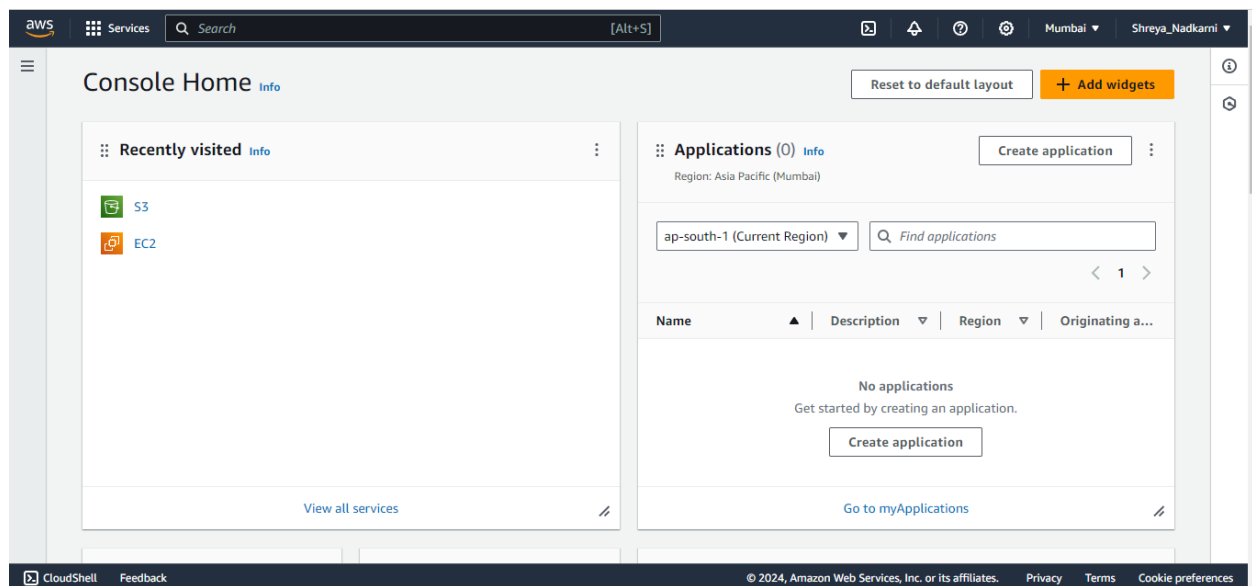 aws Services Search [Alt+S] Mumbai ▼ Shreya_Nadkarni ▼
Console Home Info
Reset to default layout
+ Add widgets
Recently visited Info
S3
EC2
View all services
Applications (0) Info
Create application
Region: Asia Pacific (Mumbai)
ap-south-1 (Current Region) ▼ Find applications
< 1 >
Name ▲ Description ▽ Region ▽ Originating a...
No applications
Get started by creating an application.
Create application
Go to myApplications
CloudShell Feedback © 2024, Amazon Web Services, Inc. or its affiliates. Privacy Terms Cookie preferences